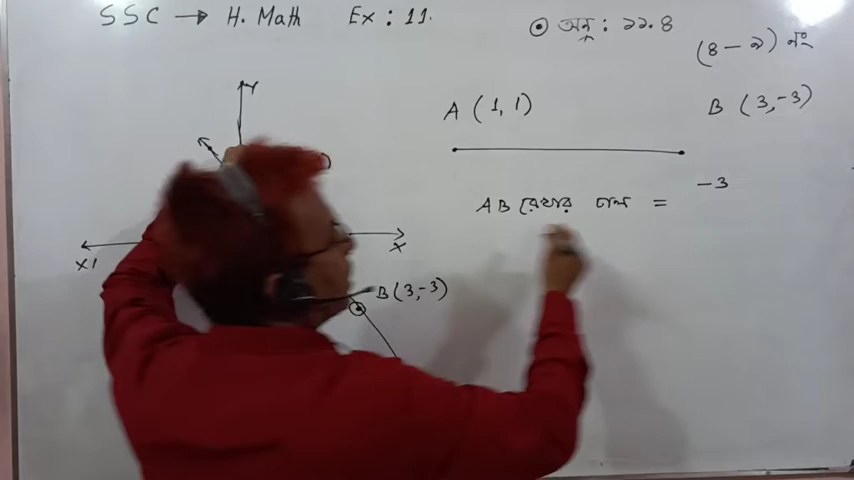 SSC → H. Math Ex : 11.
⊙ অনু : ১১.৪
(৪ - ৯) নং
Y
A (1, 1) B (3, -3)
AB রেখার ঢাল = -3
X' X
B (3, -3)